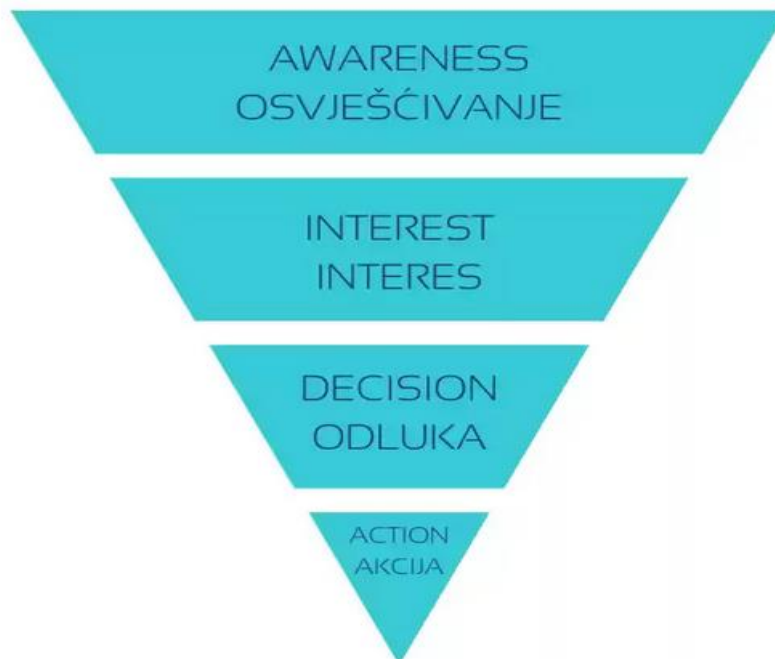 AWARENESS
OSVJEŠĆIVANJE
INTEREST
INTERES
DECISION
ODLUKA
ACTION
AKCIJA